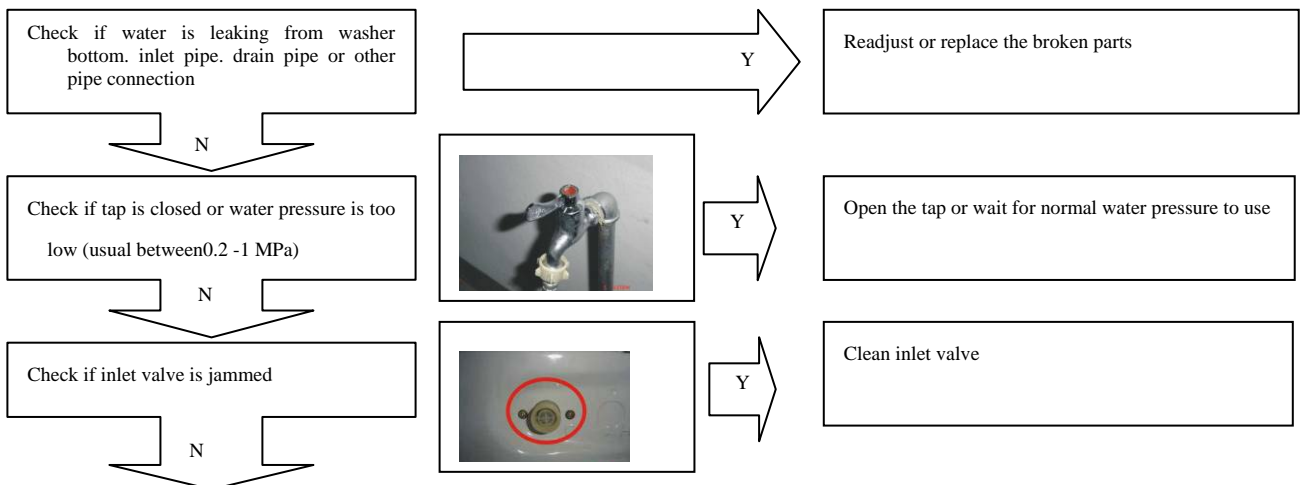 Check if water is leaking from washer
bottom. inlet pipe. drain pipe or other
pipe connection
Y
Readjust or replace the broken parts
N
Check if tap is closed or water pressure is too
low (usual between0.2 -1 MPa)
Y
Open the tap or wait for normal water pressure to use
N
Check if inlet valve is jammed
Y
Clean inlet valve
N